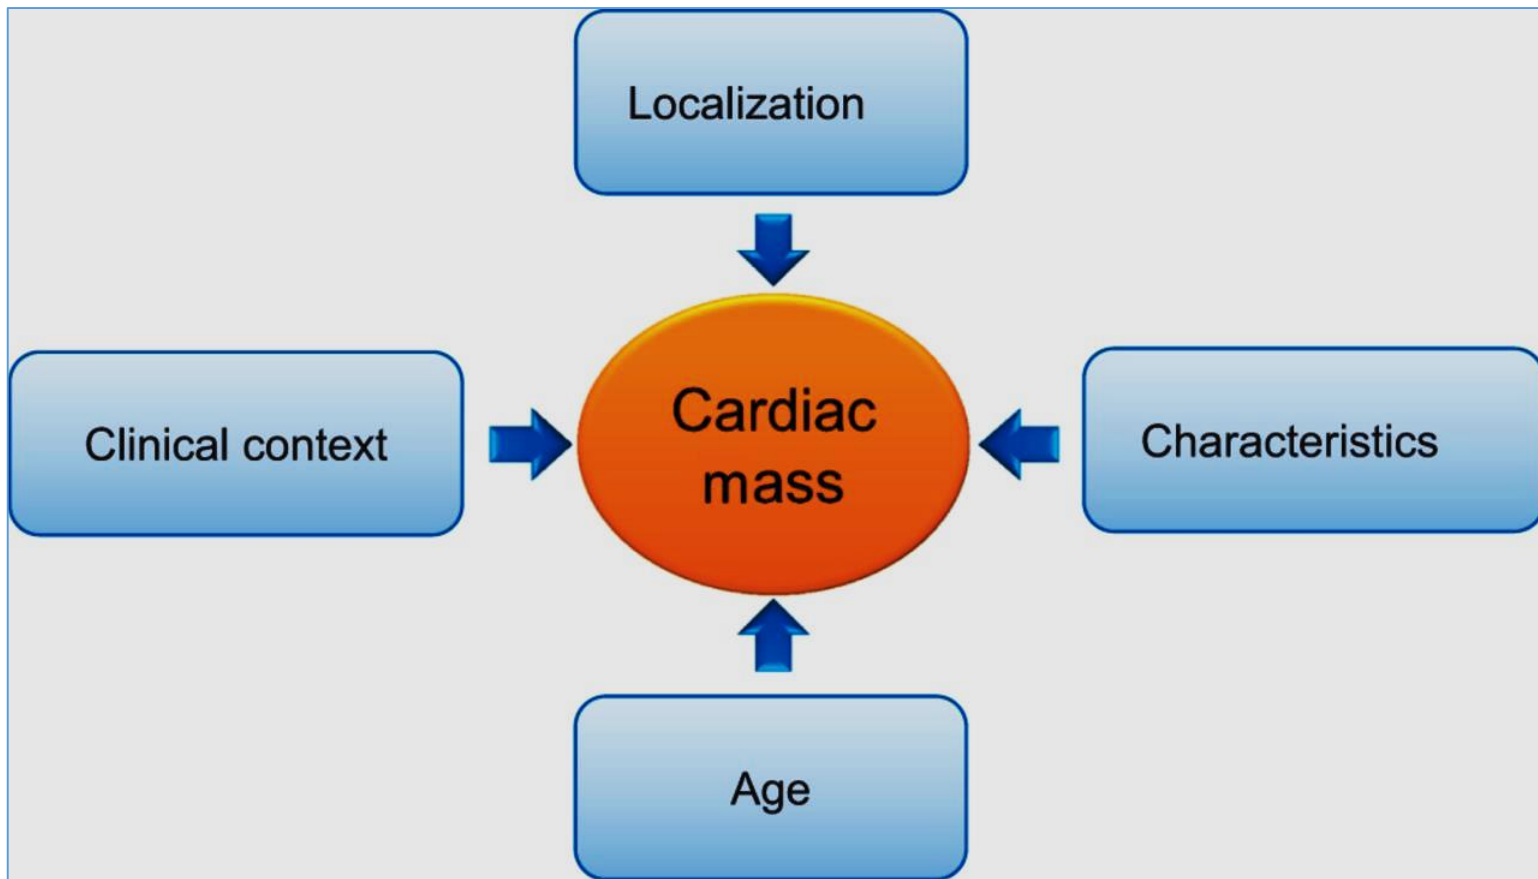 Localization
Clinical context
Cardiac
mass
Characteristics
Age